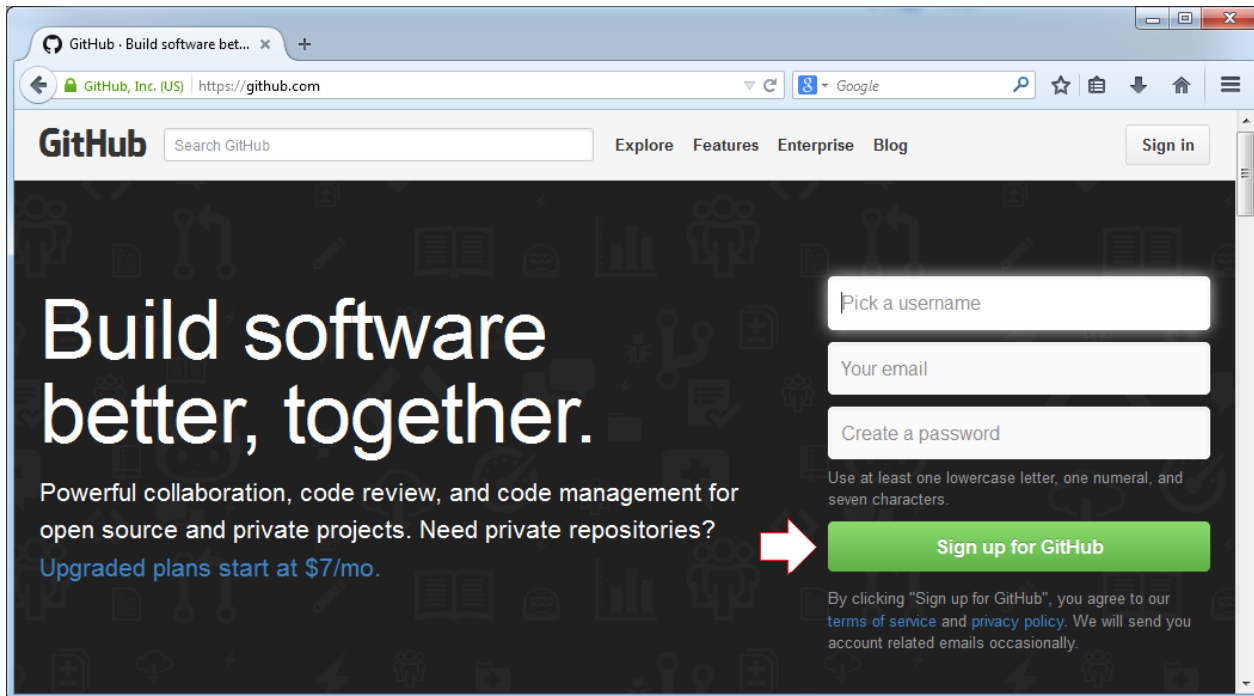 GitHub · Build software bet...
GitHub, Inc. (US) https://github.com
8 Google
GitHub Search GitHub Explore Features Enterprise Blog Sign in
Build software
better, together.
Powerful collaboration, code review, and code management for
open source and private projects. Need private repositories?
Upgraded plans start at $7/mo.
Pick a username
Your email
Create a password
Use at least one lowercase letter, one numeral, and
seven characters.
Sign up for GitHub
By clicking "Sign up for GitHub", you agree to our
terms of service and privacy policy. We will send you
account related emails occasionally.